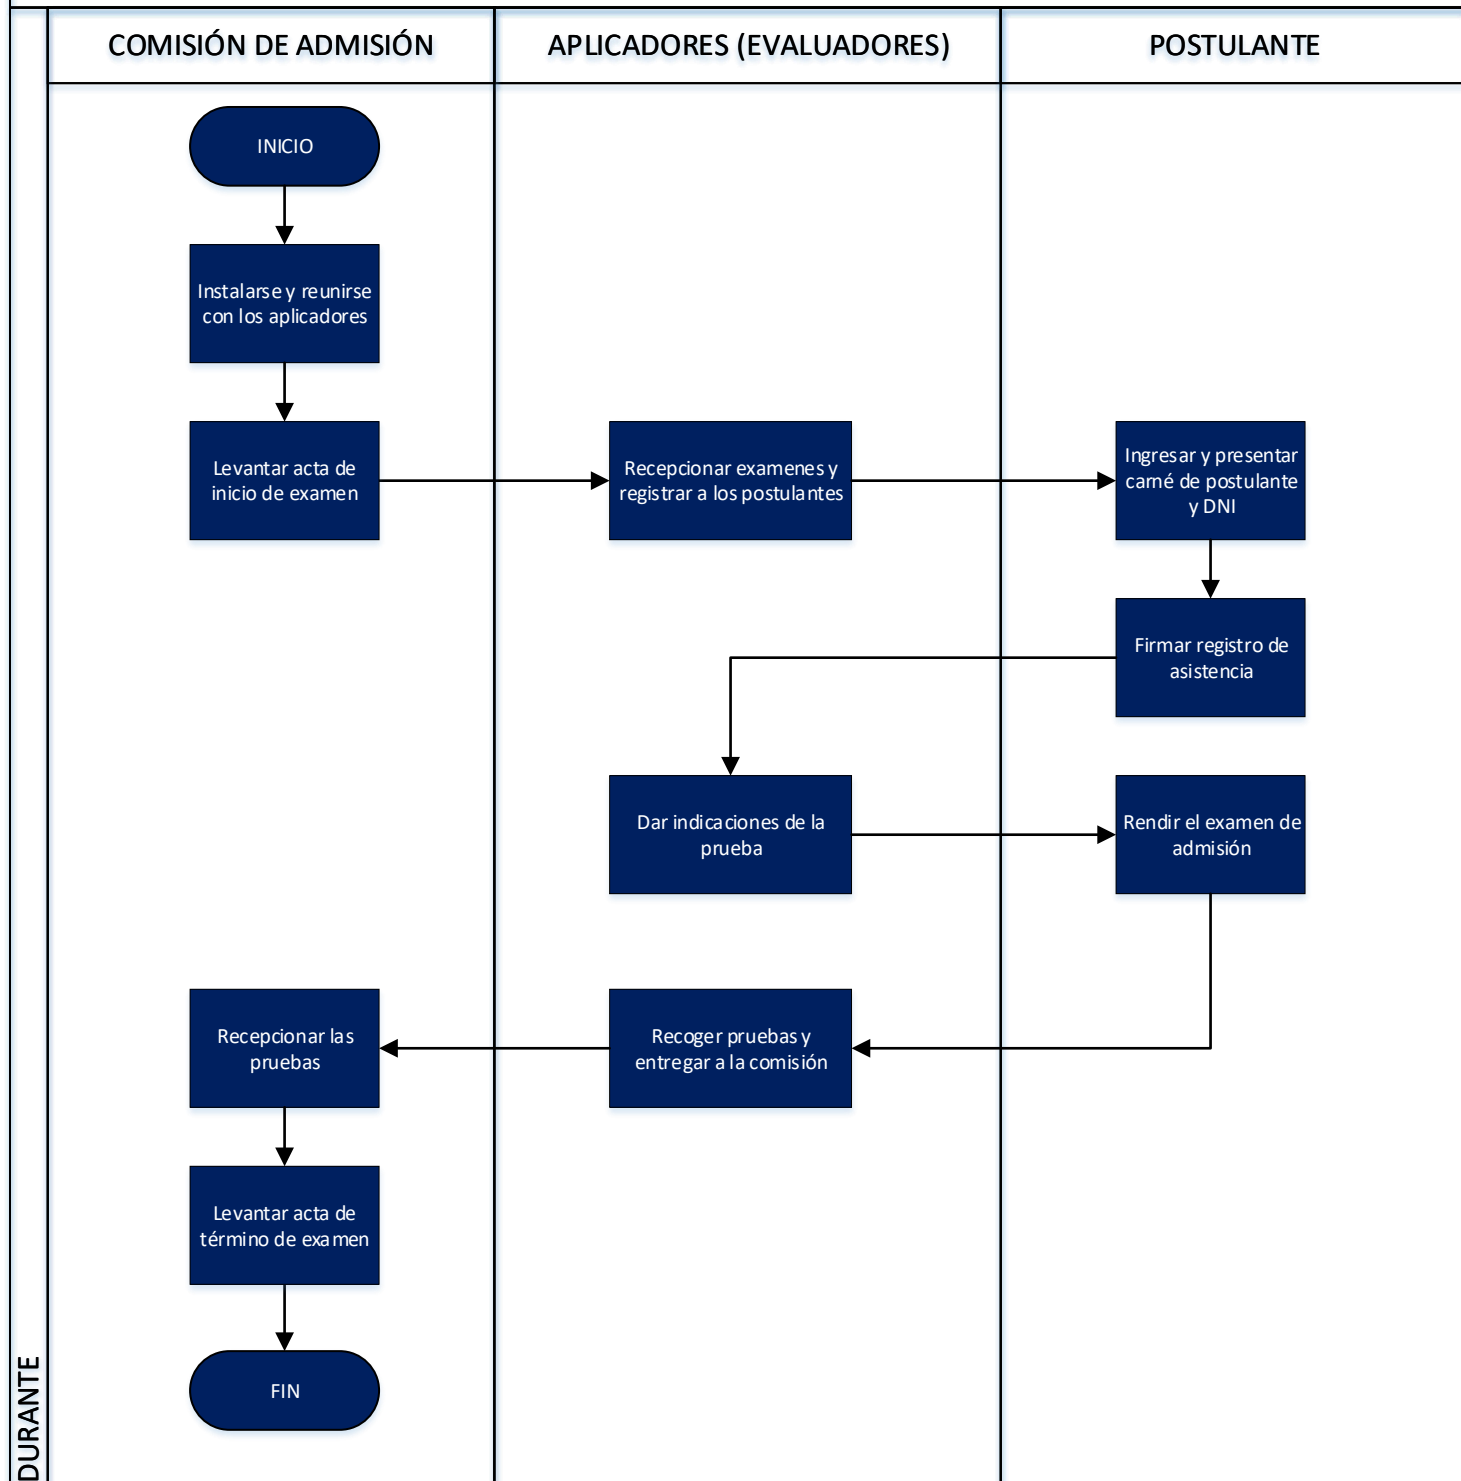 COMISIÓN DE ADMISIÓN
APLICADORES (EVALUADORES)
POSTULANTE
INICIO
Instalarse y reunirse
con los aplicadores
Levantar acta de
inicio de examen
Recepcionar examenes y
registrar a los postulantes
Ingresar y presentar
carné de postulante
y DNI
Firmar registro de
asistencia
Dar indicaciones de la
prueba
Rendir el examen de
admisión
Recoger pruebas y
entregar a la comisión
Recepcionar las
pruebas
Levantar acta de
término de examen
FIN
DURANTE